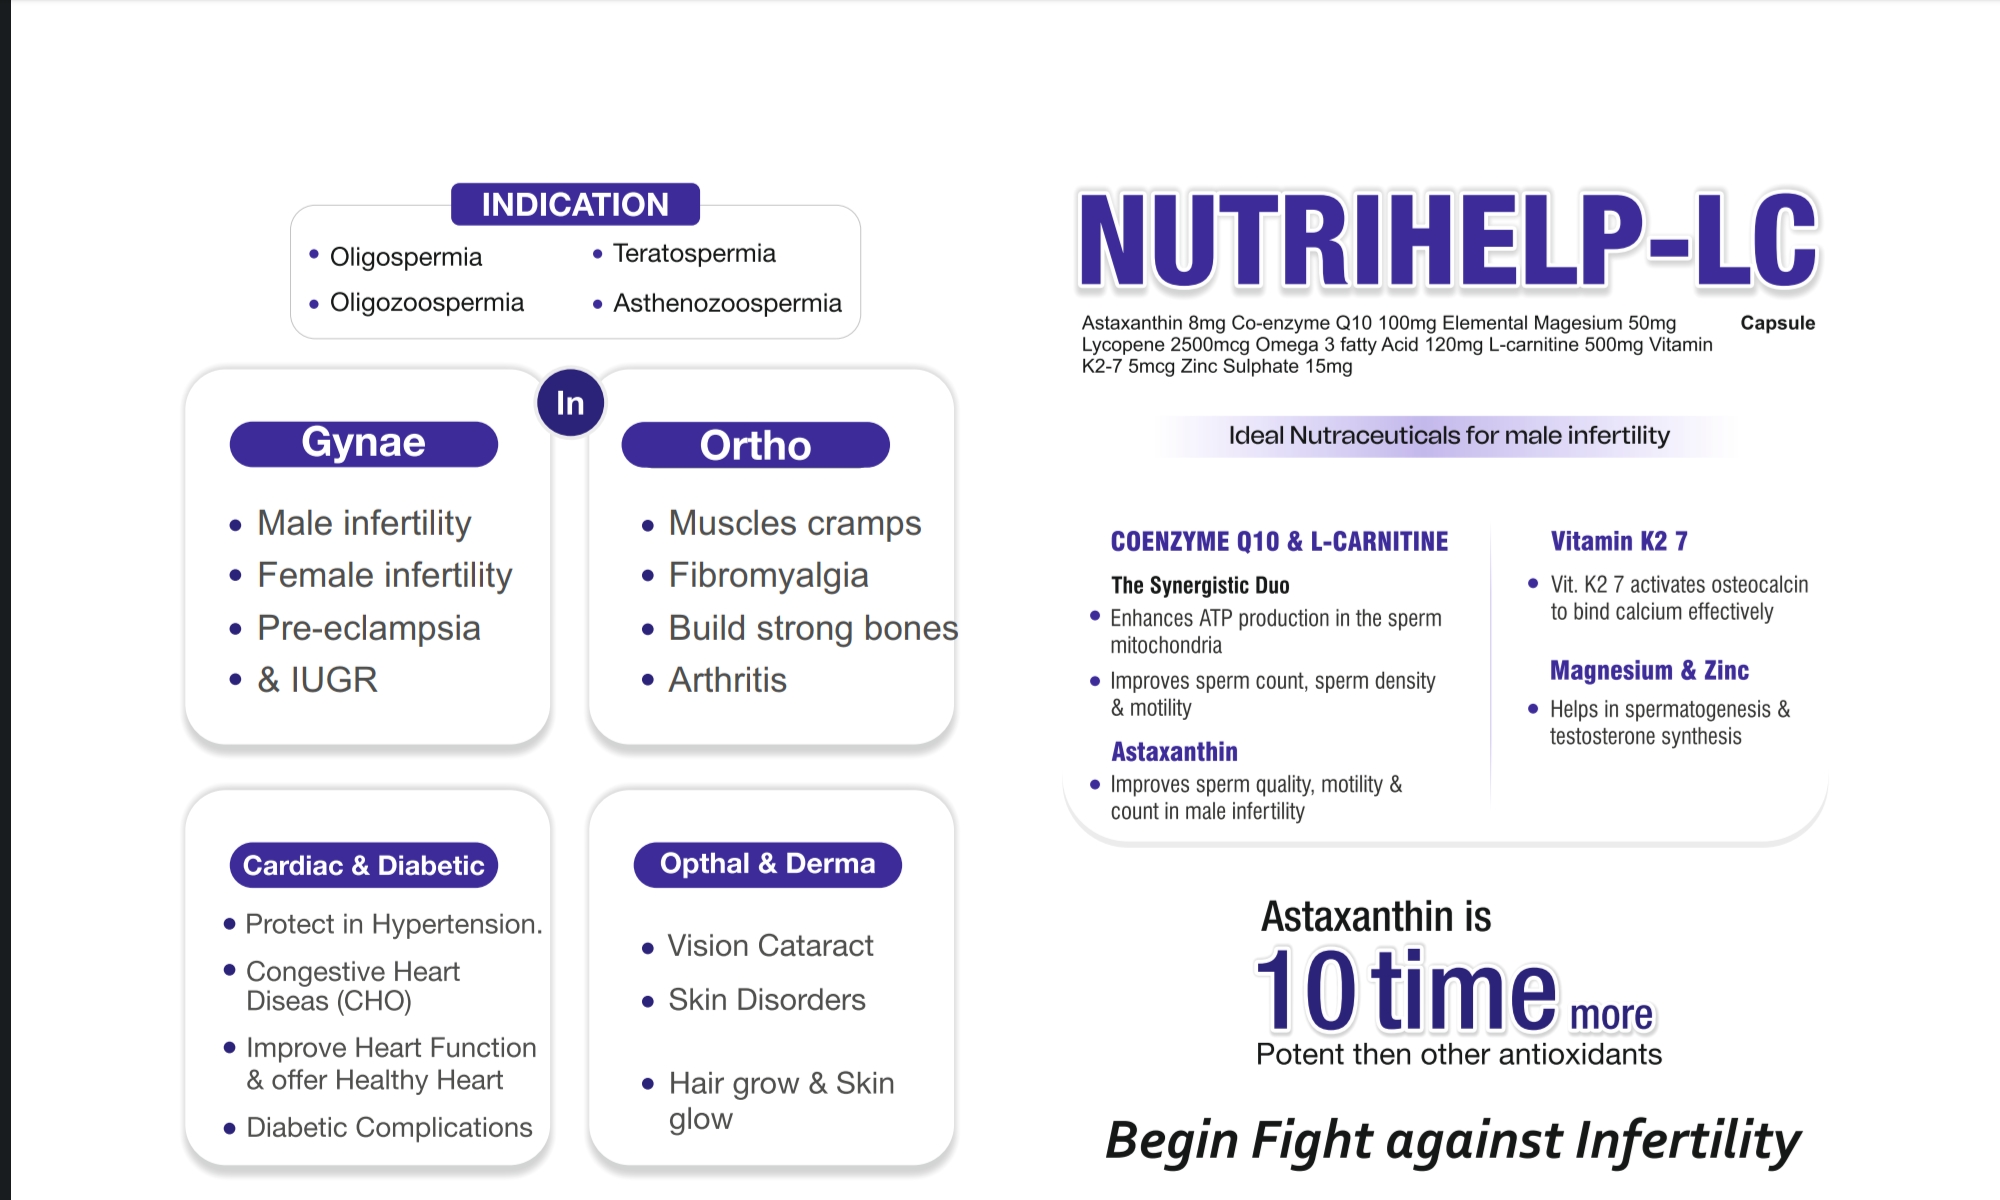 INDICATION
• Oligospermia
• Oligozoospermia
• Teratospermia
• Asthenozoospermia
In
Gynae
• Male infertility
• Female infertility
• Pre-eclampsia
• & IUGR
Ortho
• Muscles cramps
• Fibromyalgia
• Build strong bones
• Arthritis
Cardiac & Diabetic
• Protect in Hypertension.
• Congestive Heart
Diseas (CHO)
• Improve Heart Function
& offer Healthy Heart
• Diabetic Complications
Opthal & Derma
• Vision Cataract
• Skin Disorders
• Hair grow & Skin
glow
NUTRIHELP-LC
Astaxanthin 8mg Co-enzyme Q10 100mg Elemental Magesium 50mg
Lycopene 2500mcg Omega 3 fatty Acid 120mg L-carnitine 500mg Vitamin
K2-7 5mcg Zinc Sulphate 15mg
Capsule
Ideal Nutraceuticals for male infertility
COENZYME Q10 & L-CARNITINE
The Synergistic Duo
• Enhances ATP production in the sperm
mitochondria
• Improves sperm count, sperm density
& motility
Astaxanthin
• Improves sperm quality, motility &
count in male infertility
Vitamin K2 7
• Vit. K2 7 activates osteocalcin
to bind calcium effectively
Magnesium & Zinc
• Helps in spermatogenesis &
testosterone synthesis
Astaxanthin is
10 time more
Potent then other antioxidants
Begin Fight against Infertility